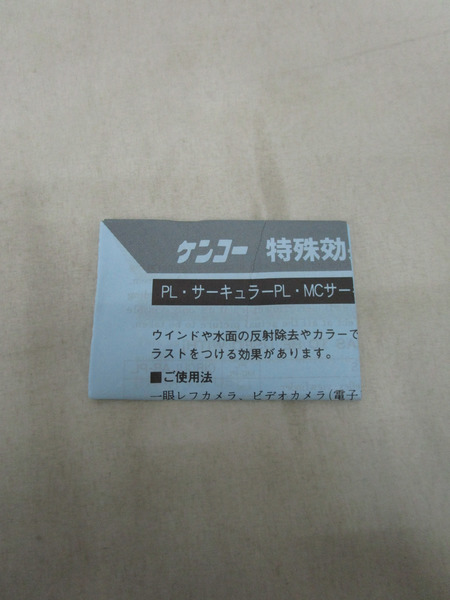 ケンコー 特殊効
PL・サーキュラーPL・MCサー
ウインドや水面の反射除去やカラーで
ラストをつける効果があります。
■ご使用法
一眼レフカメラ、ビデオカメラ(電子